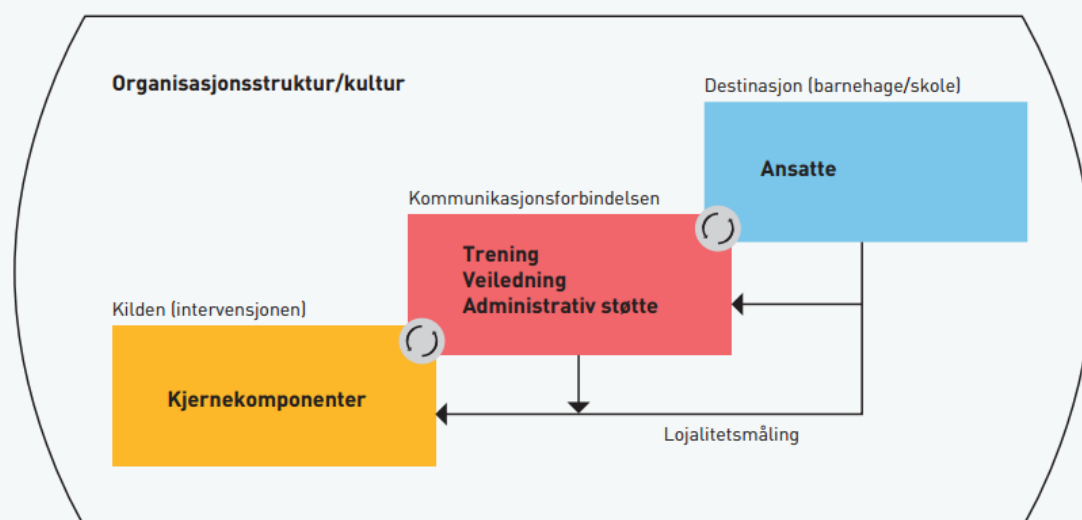 Organisasjonsstruktur/kultur
Destinasjon (barnehage/skole)
Ansatte
Kommunikasjonsforbindelsen
Trening
Veiledning
Administrativ støtte
Kilden (intervensjonen)
Kjernekomponenter
Lojalitetsmåling